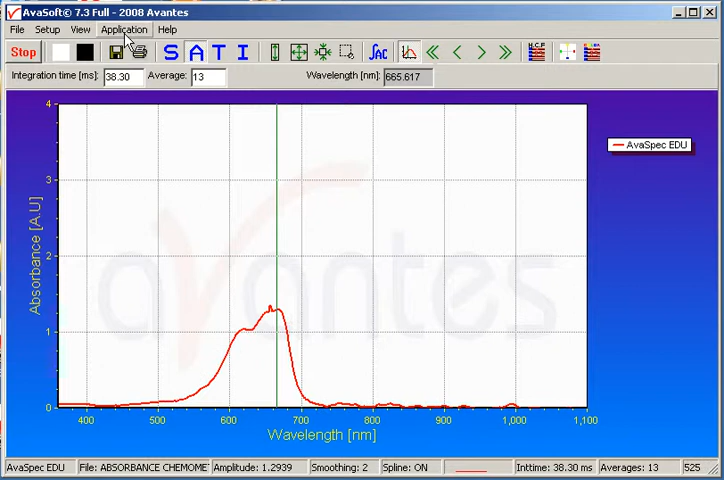 AvaSoft® 7.3 Full - 2008 Avantes
File Setup View Application Help
Stop S A T I ∫AC H.C.F
Integration time [ms]: 38.30 Average: 13 Wavelength [nm]: 665.617
4
3
2
1
0
Absorbance [A.U]
avantes
AvaSpec EDU
400 500 600 700 800 900 1,000 1,100
Wavelength [nm]
AvaSpec EDU File: ABSORBANCE CHEMOME Amplitude: 1.2939 Smoothing: 2 Spline: ON Inttime: 38.30 ms Averages: 13 525